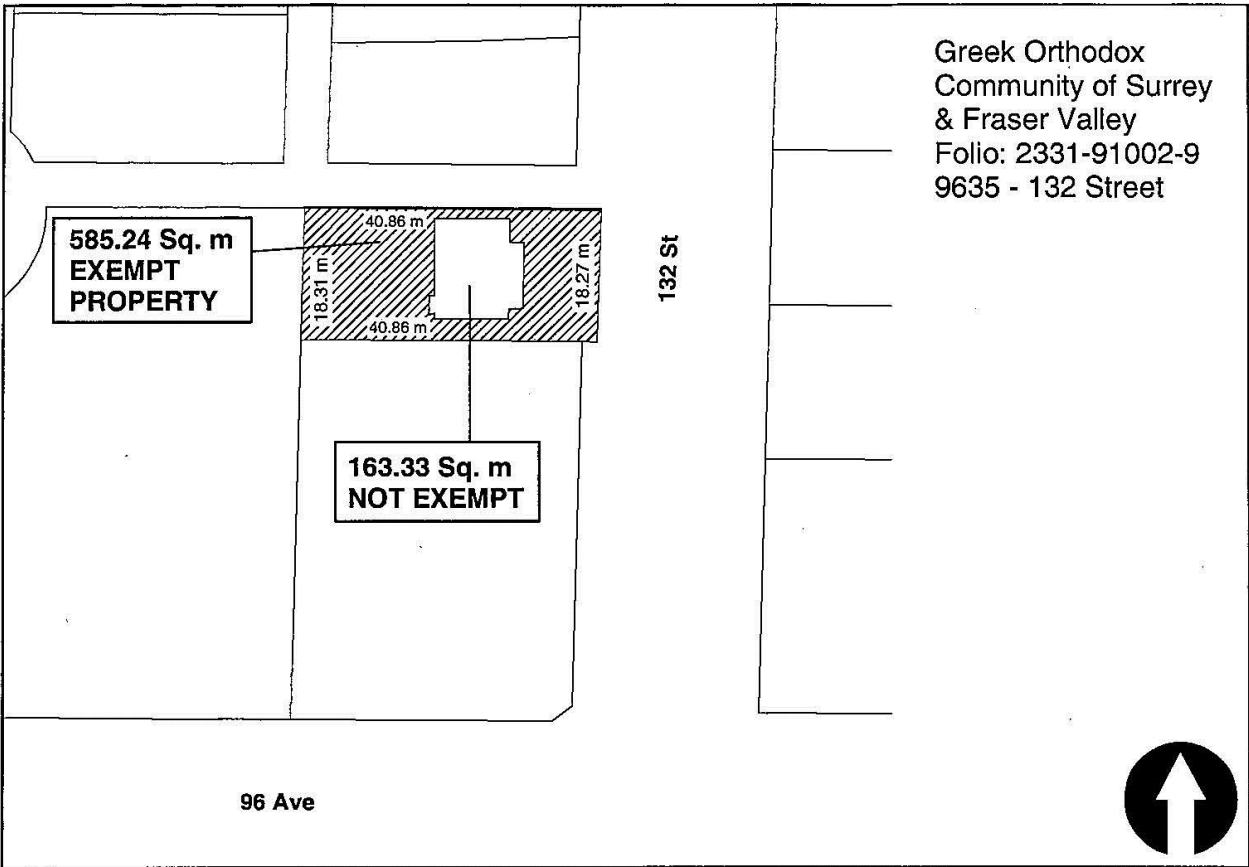 Greek Orthodox
Community of Surrey
& Fraser Valley
Folio: 2331-91002-9
9635 - 132 Street
585.24 Sq. m
EXEMPT
PROPERTY
40.86 m
18.31 m
18.27 m
40.86 m
132 St
163.33 Sq. m
NOT EXEMPT
96 Ave